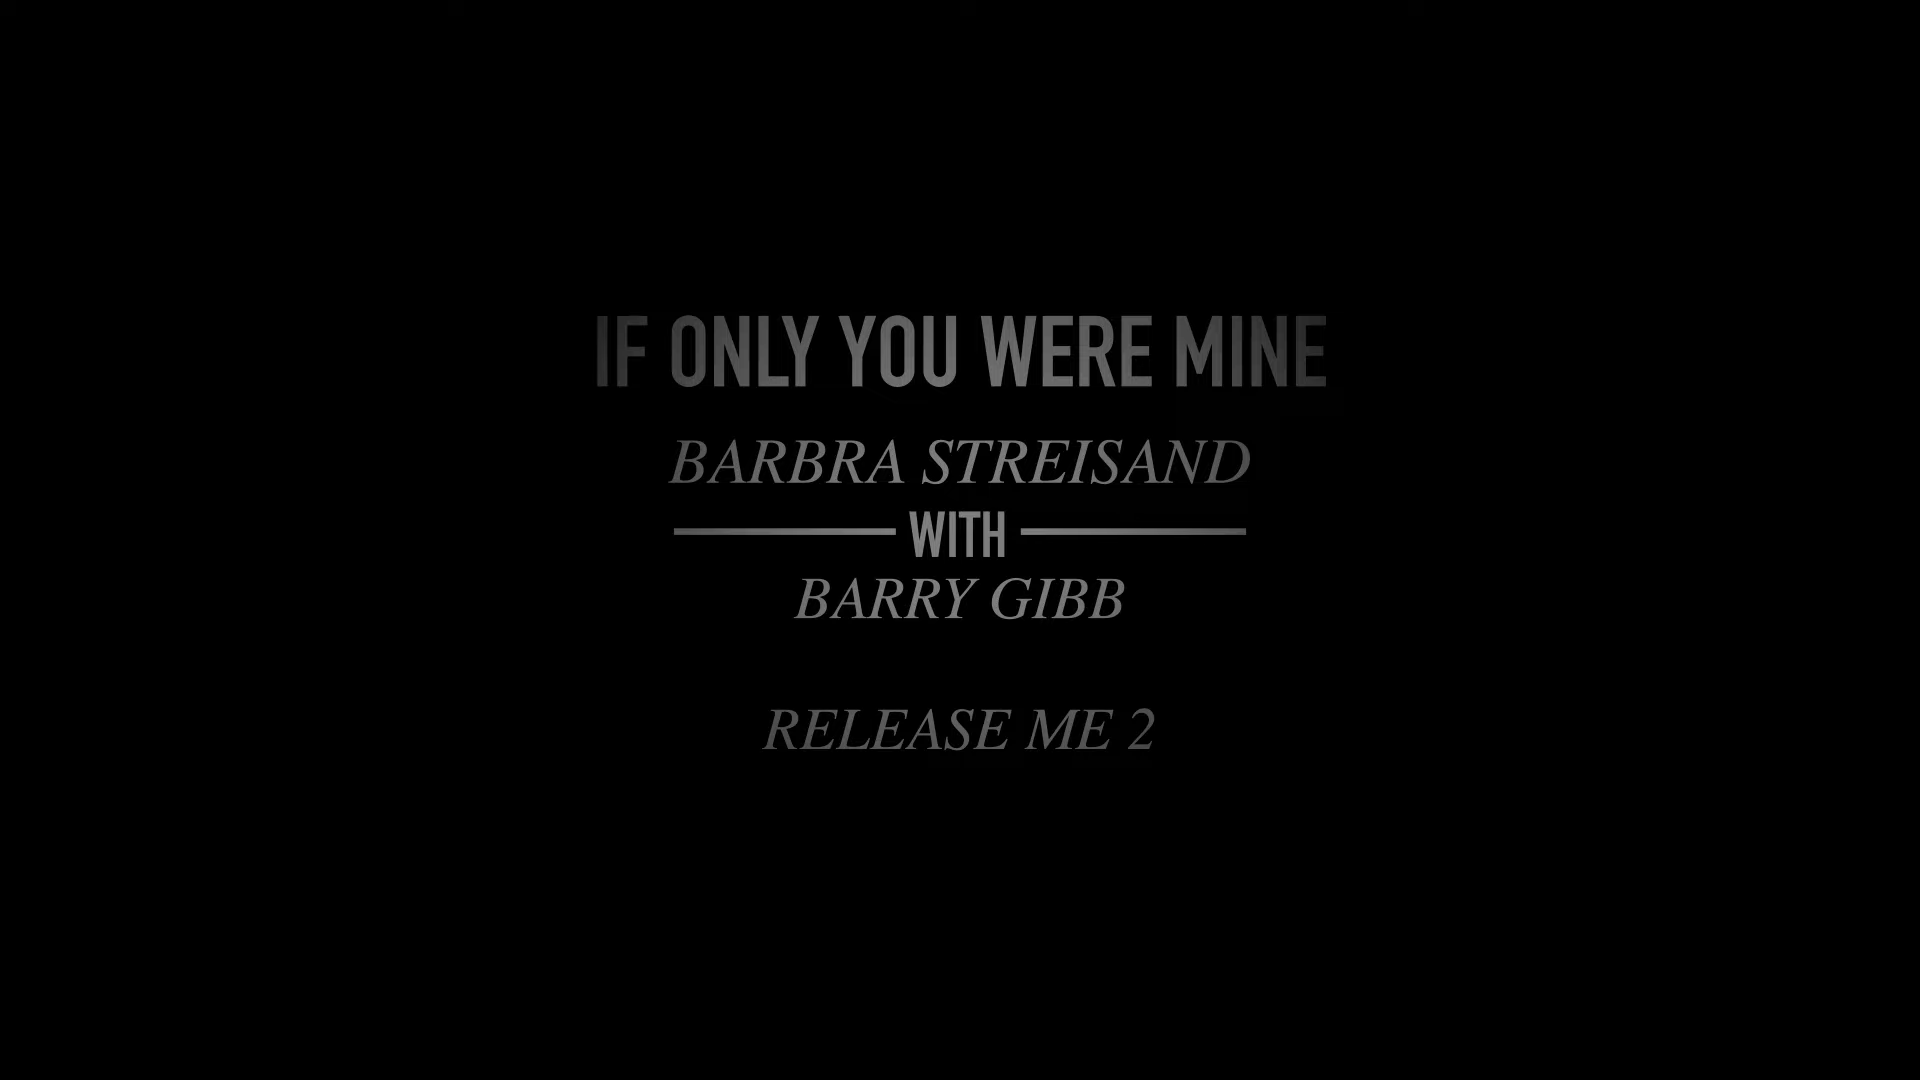 IF ONLY YOU WERE MINE
BARBRA STREISAND
WITH
BARRY GIBB
RELEASE ME 2